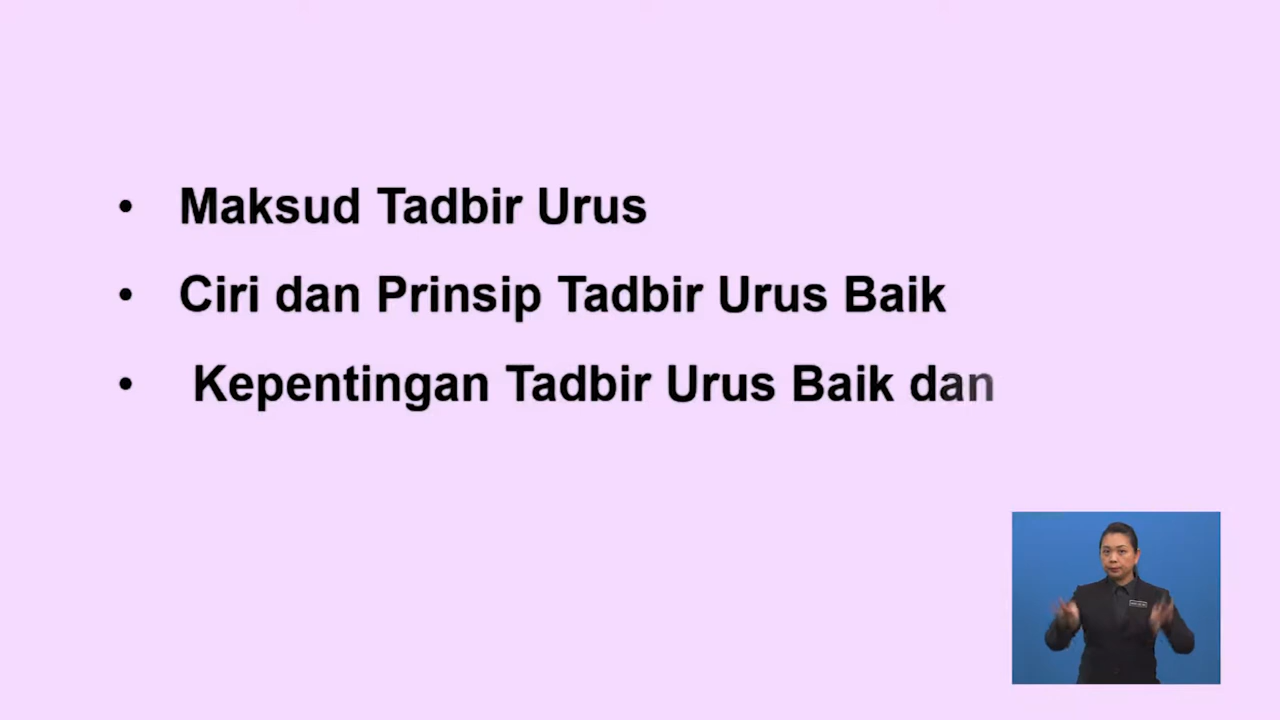 • Maksud Tadbir Urus
• Ciri dan Prinsip Tadbir Urus Baik
• Kepentingan Tadbir Urus Baik dan